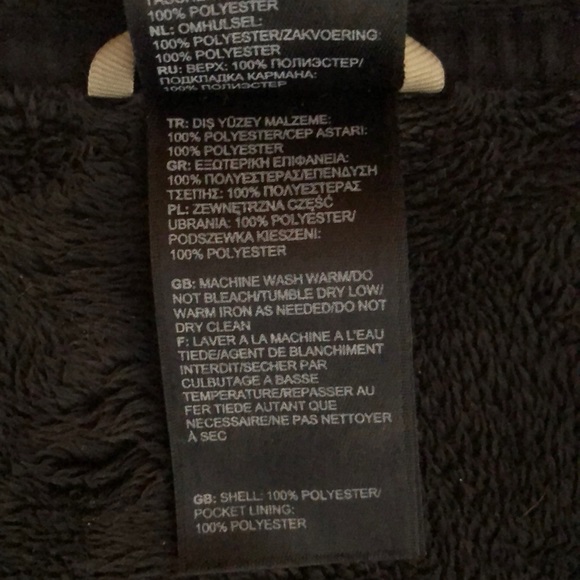 100% POLYESTER
NL: OMHULSEL:
100% POLYESTER/ZAKVOERING:
100% POLYESTER
RU: ВЕРХ: 100% ПОЛИЭСТЕР/
ПОДКЛАДКА КАРМАНА:
100% ПОЛИЭСТЕР
TR: DIŞ YÜZEY MALZEME:
100% POLYESTER/CEP ASTARI:
100% POLYESTER
GR: ΕΞΩΤΕΡΙΚΗ ΕΠΙΦΑΝΕΙΑ:
100% ΠΟΛΥΕΣΤΕΡΑΣ/ΕΠΕΝΔΥΣΗ
ΤΣΕΠΗΣ: 100% ΠΟΛΥΕΣΤΕΡΑΣ
PL: ZEWNĘTRZNA CZĘŚĆ
UBRANIA: 100% POLYESTER/
PODSZEWKA KIESZENI:
100% POLYESTER
GB: MACHINE WASH WARM/DO
NOT BLEACH/TUMBLE DRY LOW/
WARM IRON AS NEEDED/DO NOT
DRY CLEAN
F: LAVER A LA MACHINE A L'EAU
TIEDE/AGENT DE BLANCHIMENT
INTERDIT/SECHER PAR
CULBUTAGE A BASSE
TEMPERATURE/REPASSER AU
FER TIEDE AUTANT QUE
NECESSAIRE/NE PAS NETTOYER
À SEC
GB: SHELL: 100% POLYESTER/
POCKET LINING:
100% POLYESTER